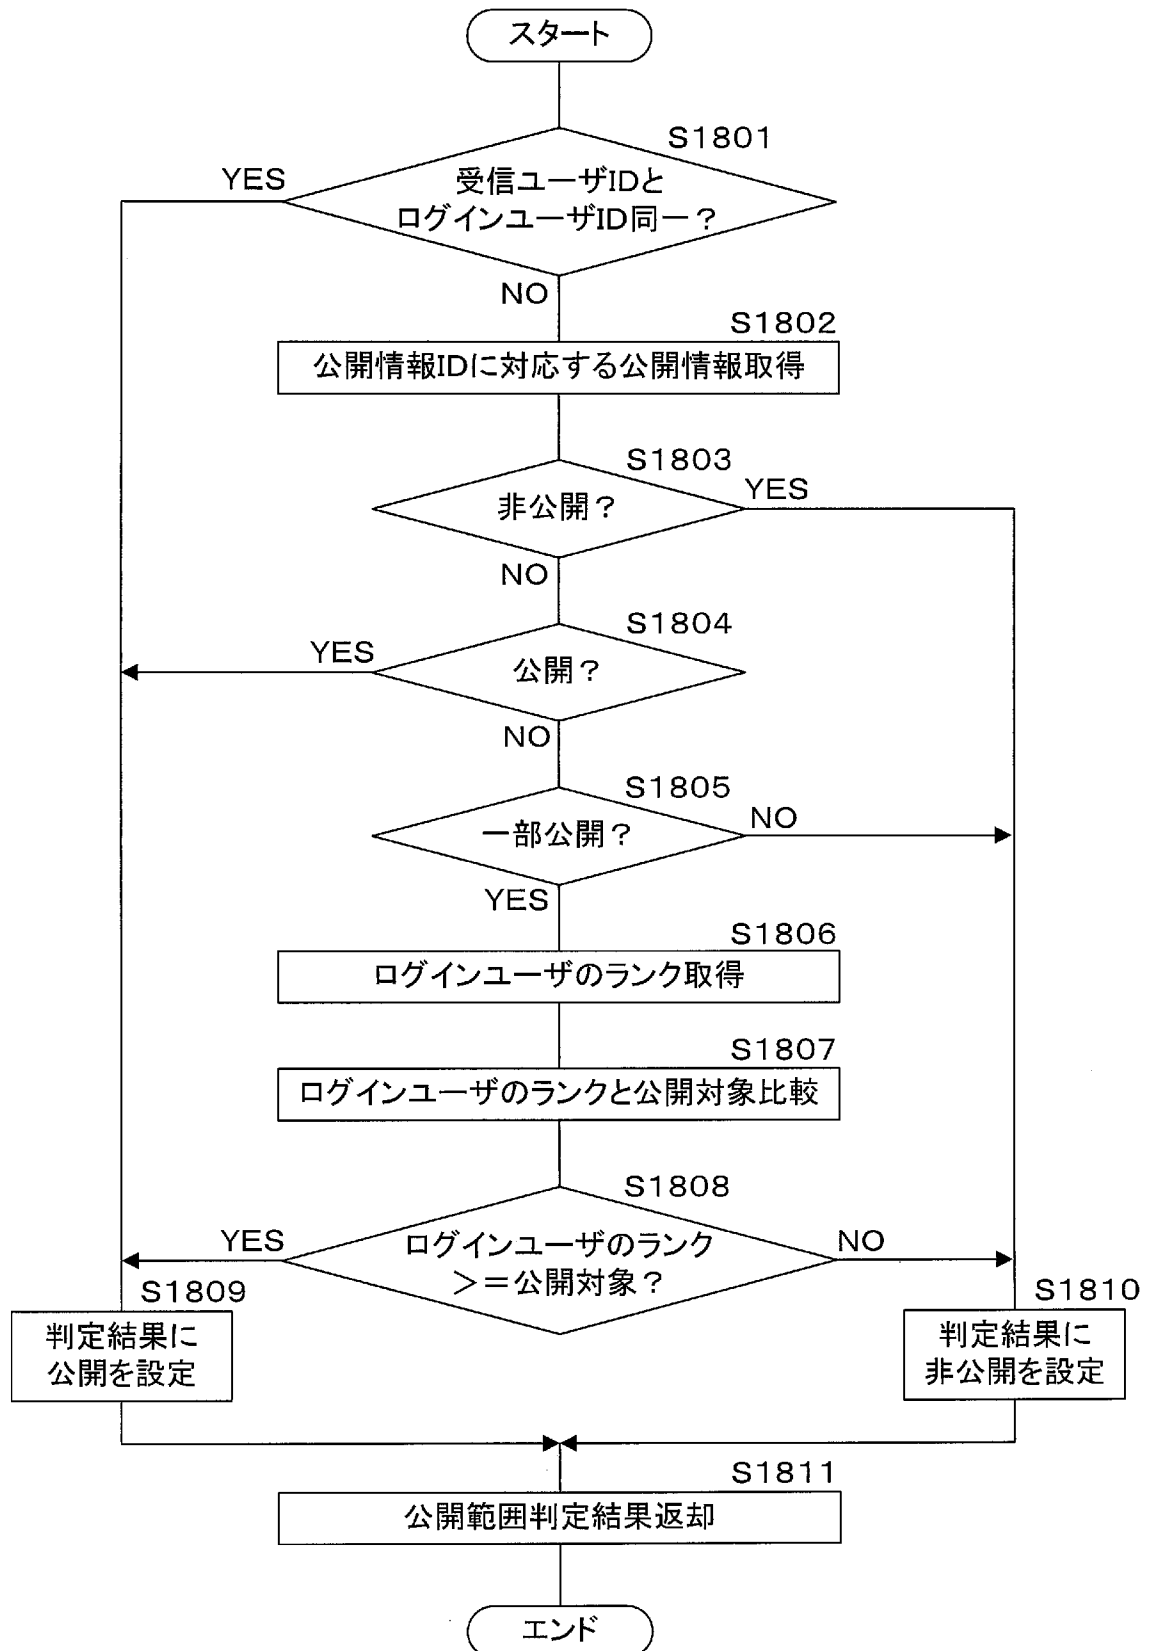 スタート
S1801
YES
受信ユーザIDと
ログインユーザID同一?
NO
S1802
公開情報IDに対応する公開情報取得
S1803
YES
非公開?
NO
S1804
YES
公開?
NO
S1805
一部公開?
NO
YES
S1806
ログインユーザのランク取得
S1807
ログインユーザのランクと公開対象比較
S1808
YES
ログインユーザのランク
>=公開対象?
NO
S1809
判定結果に
公開を設定
S1810
判定結果に
非公開を設定
S1811
公開範囲判定結果返却
エンド